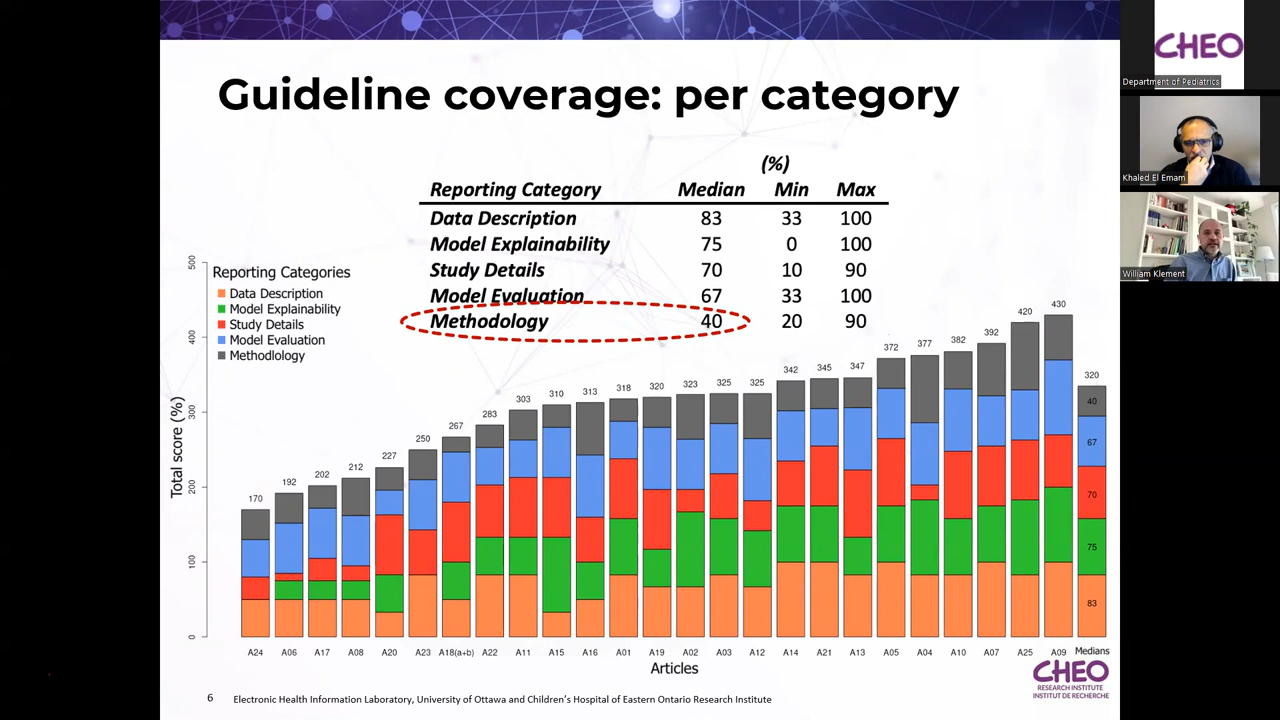 Guideline coverage: per category
(%)
Reporting Category Median Min Max
Data Description 83 33 100
Model Explainability 75 0 100
Study Details 70 10 90
Model Evaluation 67 33 100
Methodology 40 20 90
Reporting Categories
Data Description
Model Explainability
Study Details
Model Evaluation
Methdlology
Total score (%)
500
400
300
200
100
0
170 192 202 212 227 250 267 283 303 310 313 318 320 323 325 325 342 345 347 372 377 382 392 420 430 320
40
67
70
75
83
A24 A06 A17 A08 A20 A23 A18(a+b) A22 A11 A15 A16 A01 A19 A02 A03 A12 A14 A21 A13 A05 A04 A10 A07 A25 A09 Medians
Articles
CHEO
RESEARCH INSTITUTE
INSTITUT DE RECHERCHE
6 Electronic Health Information Laboratory, University of Ottawa and Children's Hospital of Eastern Ontario Research Institute
CHEO
Department of Pediatrics
Khaled El Emam
William Klement